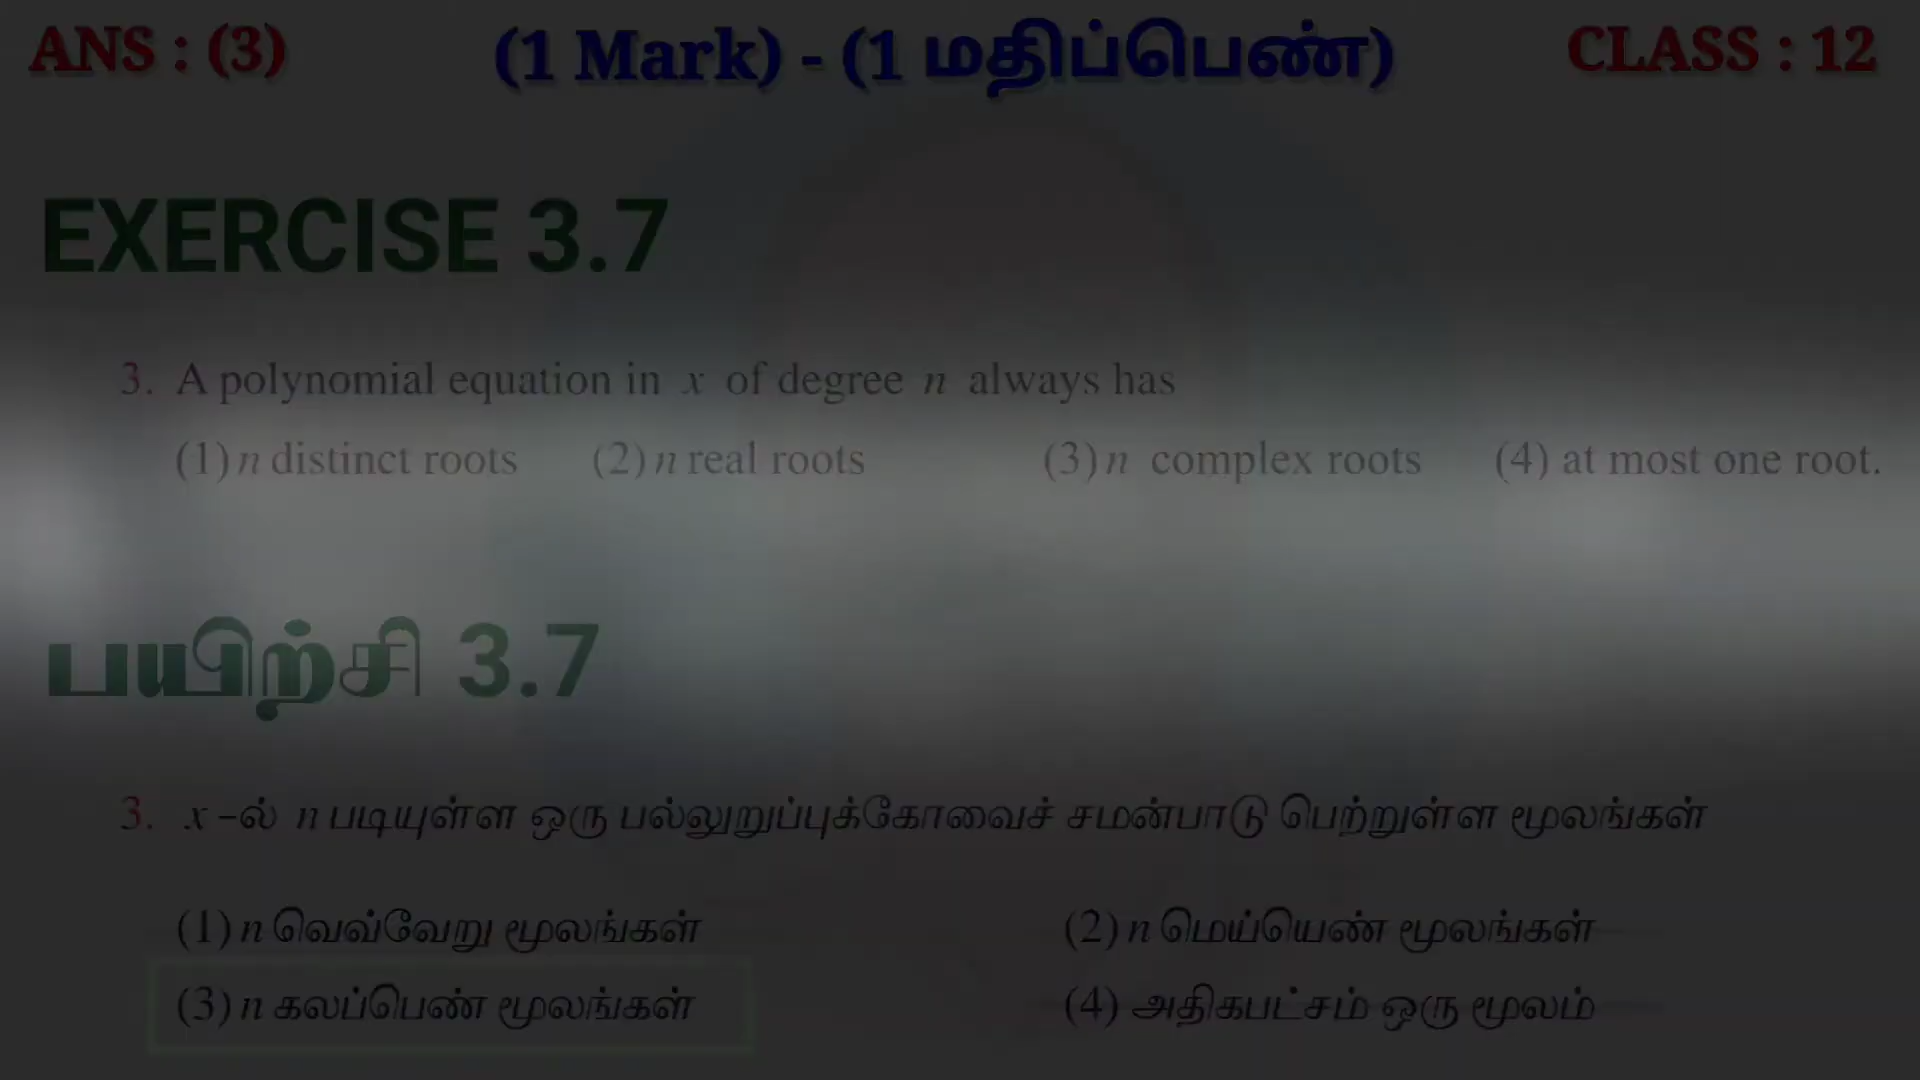 ANS : (3) (1 Mark) - (1 மதிப்பெண்) CLASS : 12
EXERCISE 3.7
3. A polynomial equation in x of degree n always has
(1) n distinct roots (2) n real roots (3) n complex roots (4) at most one root.
பயிற்சி 3.7
3. x –ல் n படியுள்ள ஒரு பல்லுறுப்புக்கோவைச் சமன்பாடு பெற்றுள்ள மூலங்கள்
(1) n வெவ்வேறு மூலங்கள் (2) n மெய்யெண் மூலங்கள்
(3) n கலப்பெண் மூலங்கள் (4) அதிகபட்சம் ஒரு மூலம்